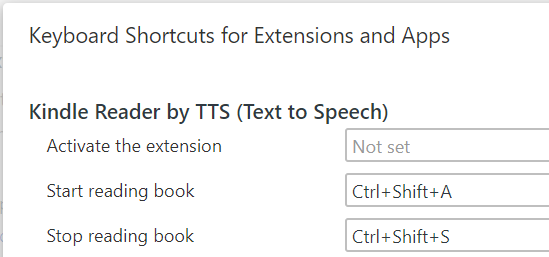 Keyboard Shortcuts for Extensions and Apps
Kindle Reader by TTS (Text to Speech)
Activate the extension Not set
Start reading book Ctrl+Shift+A
Stop reading book Ctrl+Shift+S